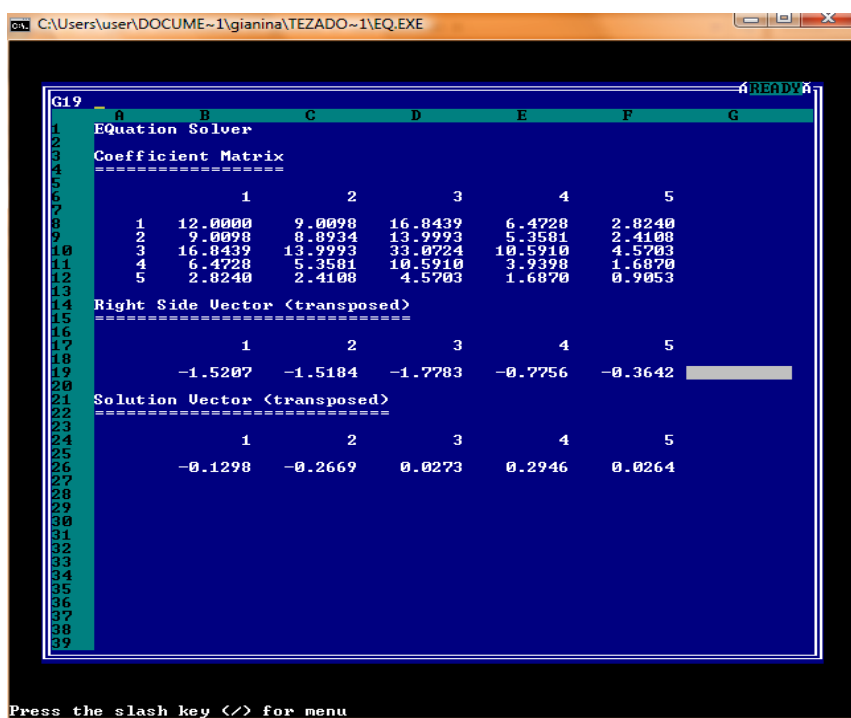 C:\Users\user\DOCUME~1\gianina\TEZADO~1\EQ.EXE
ÁREADYÁ
G19
A B C D E F G
1 EQuation Solver
2
3 Coefficient Matrix
4 ==================
5
6 1 2 3 4 5
7
8 1 12.0000 9.0098 16.8439 6.4728 2.8240
9 2 9.0098 8.8934 13.9993 5.3581 2.4108
10 3 16.8439 13.9993 33.0724 10.5910 4.5703
11 4 6.4728 5.3581 10.5910 3.9398 1.6870
12 5 2.8240 2.4108 4.5703 1.6870 0.9053
13
14 Right Side Vector (transposed)
15 ==============================
16
17 1 2 3 4 5
18
19 -1.5207 -1.5184 -1.7783 -0.7756 -0.3642
20
21 Solution Vector (transposed)
22 ============================
23
24 1 2 3 4 5
25
26 -0.1298 -0.2669 0.0273 0.2946 0.0264
27
28
29
30
31
32
33
34
35
36
37
38
39
Press the slash key (/) for menu